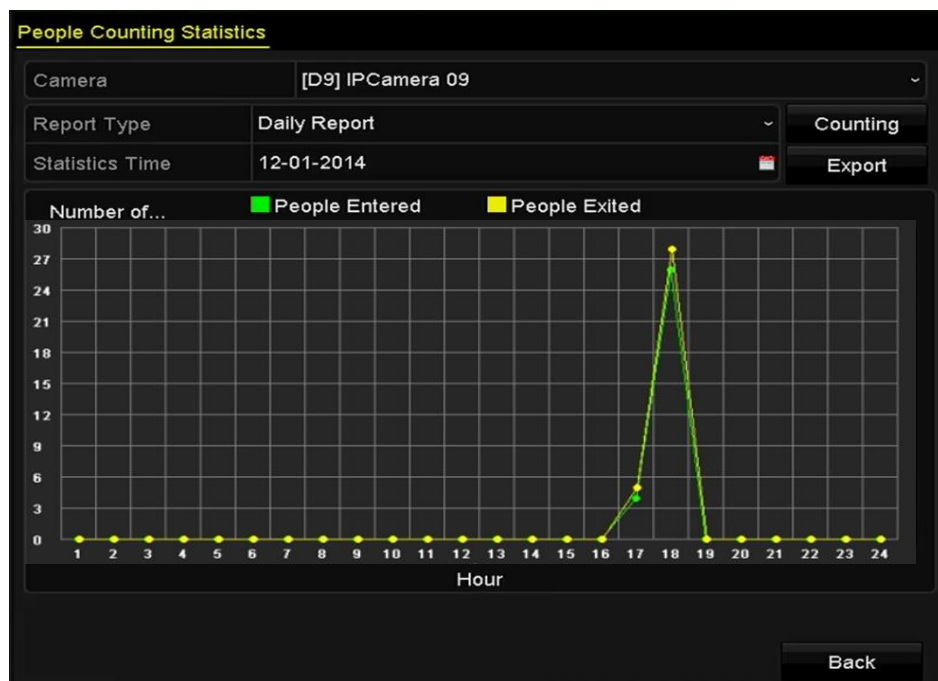 People Counting Statistics
Camera [D9] IPCamera 09
Report Type Daily Report Counting
Statistics Time 12-01-2014 Export
Number of... People Entered People Exited
30
27
24
21
18
15
12
9
6
3
0
1 2 3 4 5 6 7 8 9 10 11 12 13 14 15 16 17 18 19 20 21 22 23 24
Hour
Back